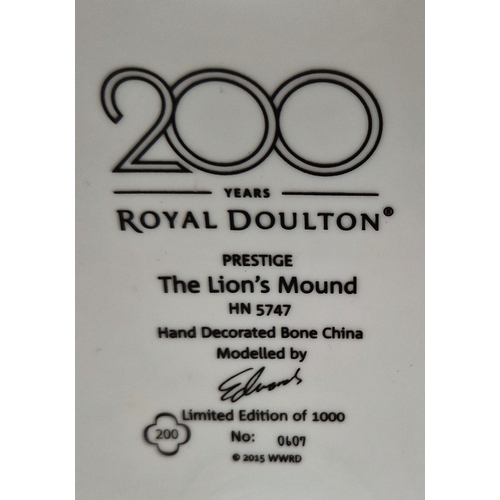 200
YEARS
ROYAL DOULTON®
PRESTIGE
The Lion's Mound
HN 5747
Hand Decorated Bone China
Modelled by
Edwards
Limited Edition of 1000
200 No: 0607
© 2015 WWRD